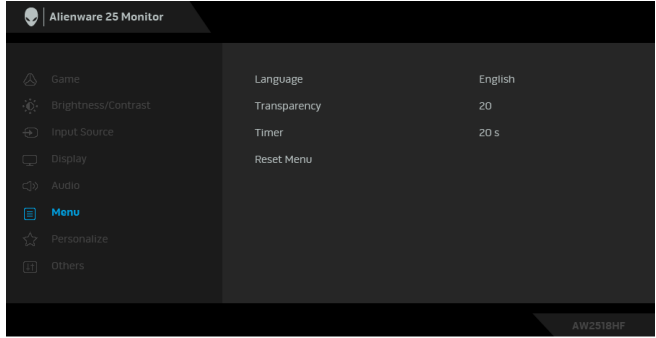 Alienware 25 Monitor
Game
Language English
Brightness/Contrast
Transparency 20
Input Source
Timer 20 s
Display
Reset Menu
Audio
Menu
Personalize
Others
AW2518HF